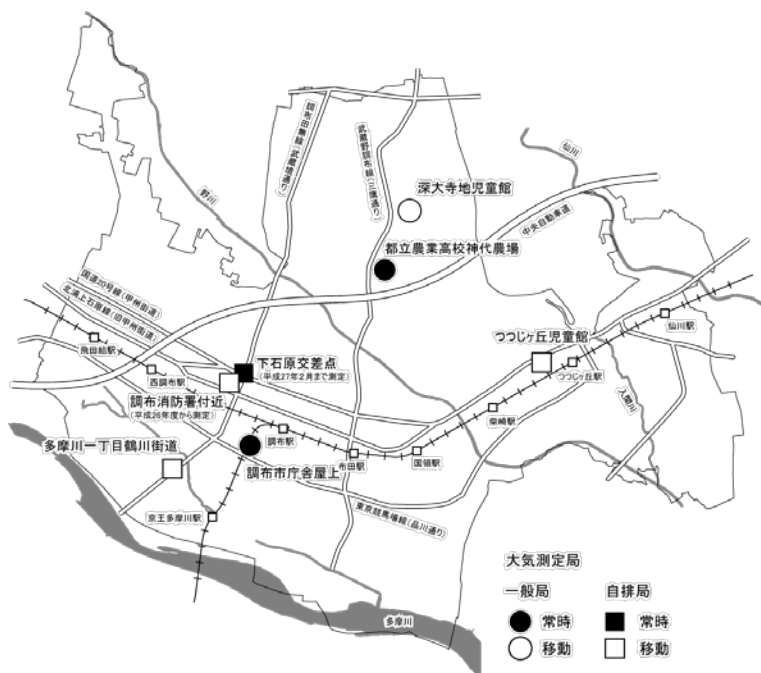 調布田無線(武蔵境通り)
武蔵野調布線(三鷹通り)
仙川
野川
深大寺地児童館
中央自動車道
都立農業高校神代農場
国道20号線(甲州街道)
北浦上石原線(旧甲州街道)
つつじヶ丘児童館
仙川駅
飛田給駅
下石原交差点
(平成27年2月まで測定)
西調布駅
つつじヶ丘駅
入間川
調布消防署付近
(平成26年度から測定)
柴崎駅
調布駅
多摩川一丁目鶴川街道
布田駅
国領駅
調布市庁舎屋上
京王多摩川駅
東京競馬場線(品川通り)
多摩川
大気測定局
一般局 自排局
常時 常時
移動 移動